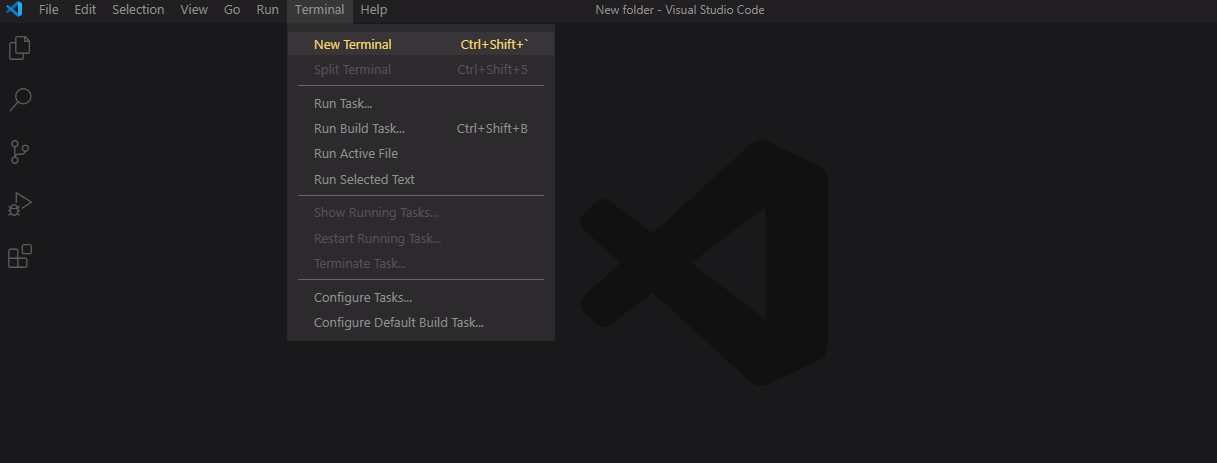 File Edit Selection View Go Run Terminal Help New folder - Visual Studio Code
New Terminal Ctrl+Shift+`
Split Terminal Ctrl+Shift+5
Run Task...
Run Build Task... Ctrl+Shift+B
Run Active File
Run Selected Text
Show Running Tasks...
Restart Running Task...
Terminate Task...
Configure Tasks...
Configure Default Build Task...